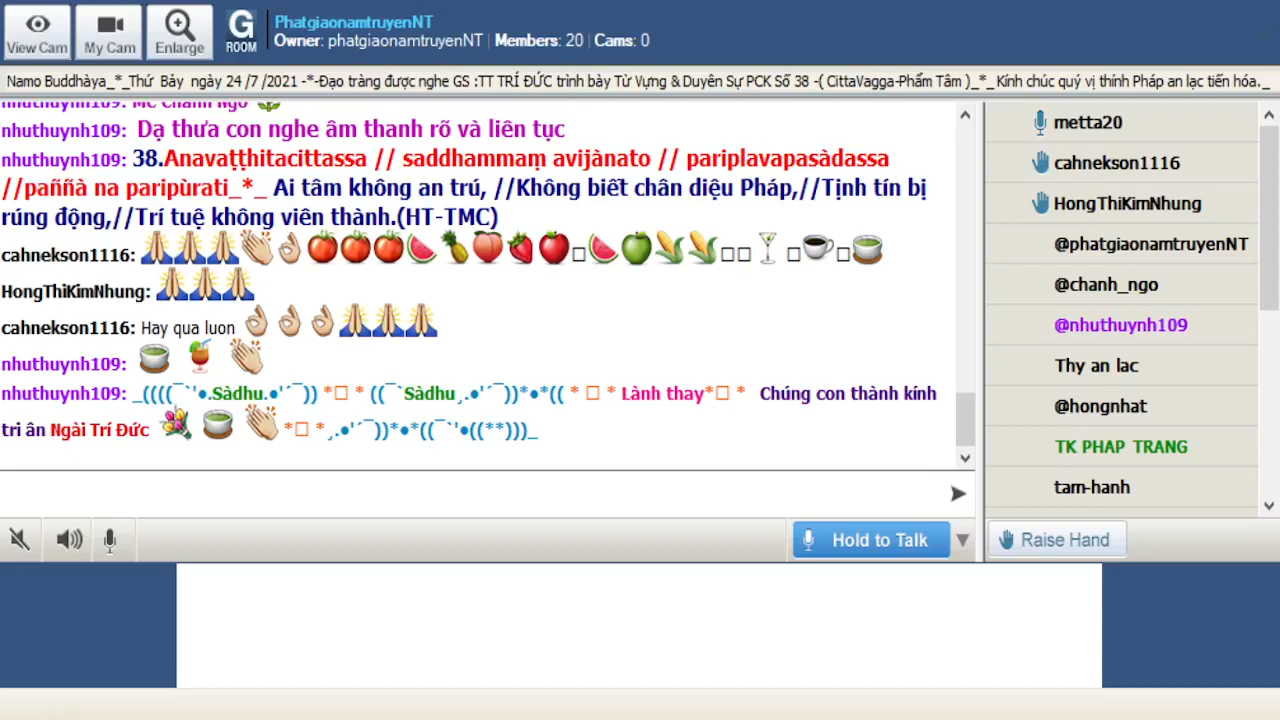 View Cam
My Cam
Enlarge
G
ROOM
PhatgiaonamtruyenNT
Owner: phatgiaonamtruyenNT | Members: 20 | Cams: 0
Namo Buddhàya_*_Thứ Bảy ngày 24 /7 /2021 -*-Đạo tràng được nghe GS :TT TRÍ ĐỨC trình bày Từ Vựng & Duyên Sự PCK Số 38 -( CittaVagga-Phẩm Tâm )_*_Kính chúc quý vị thính Pháp an lạc tiến hóa._
nhuthuynh109: MC Chánh Ngộ
nhuthuynh109: Dạ thưa con nghe âm thanh rõ và liên tục
nhuthuynh109: 38.Anavaṭṭhitacittassa // saddhammaṃ avijànato // pariplavapasàdassa
//paññà na paripùrati_*_ Ai tâm không an trú, //Không biết chân diệu Pháp,//Tịnh tín bị
rúng động,//Trí tuệ không viên thành.(HT-TMC)
cahnekson1116:
HongThiKimNhung:
cahnekson1116: Hay qua luon
nhuthuynh109:
nhuthuynh109: _((((¯`'•.Sàdhu.•'´¯)) *□ * ((¯`Sàdhu¸.•'´¯))*•*(( * □ * Lành thay*□ * Chúng con thành kính
tri ân Ngài Trí Đức *□ *¸.•'´¯))*•*((¯`'•((**)))_
metta20
cahnekson1116
HongThiKimNhung
@phatgiaonamtruyenNT
@chanh_ngo
@nhuthuynh109
Thy an lac
@hongnhat
TK PHAP TRANG
tam-hanh
Hold to Talk
Raise Hand